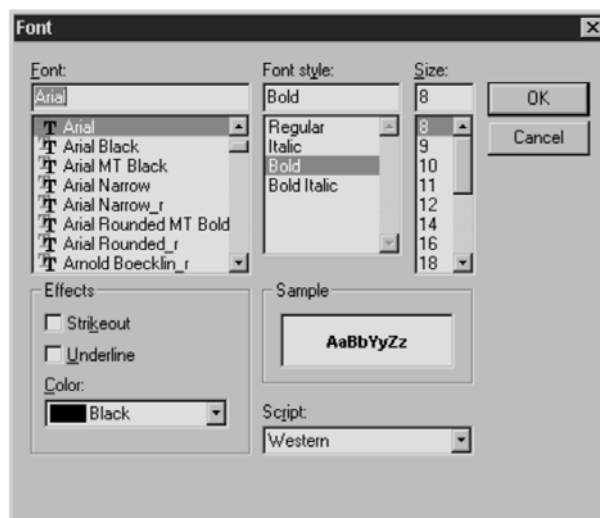 Font
Font:
Arial
Arial
Arial Black
Arial MT Black
Arial Narrow
Arial Narrow_r
Arial Rounded MT Bold
Arial Rounded_r
Arnold Boecklin_r
Font style:
Bold
Regular
Italic
Bold
Bold Italic
Size:
8
8
9
10
11
12
14
16
18
OK
Cancel
Effects
Strikeout
Underline
Color:
Black
Sample
AaBbYyZz
Script:
Western